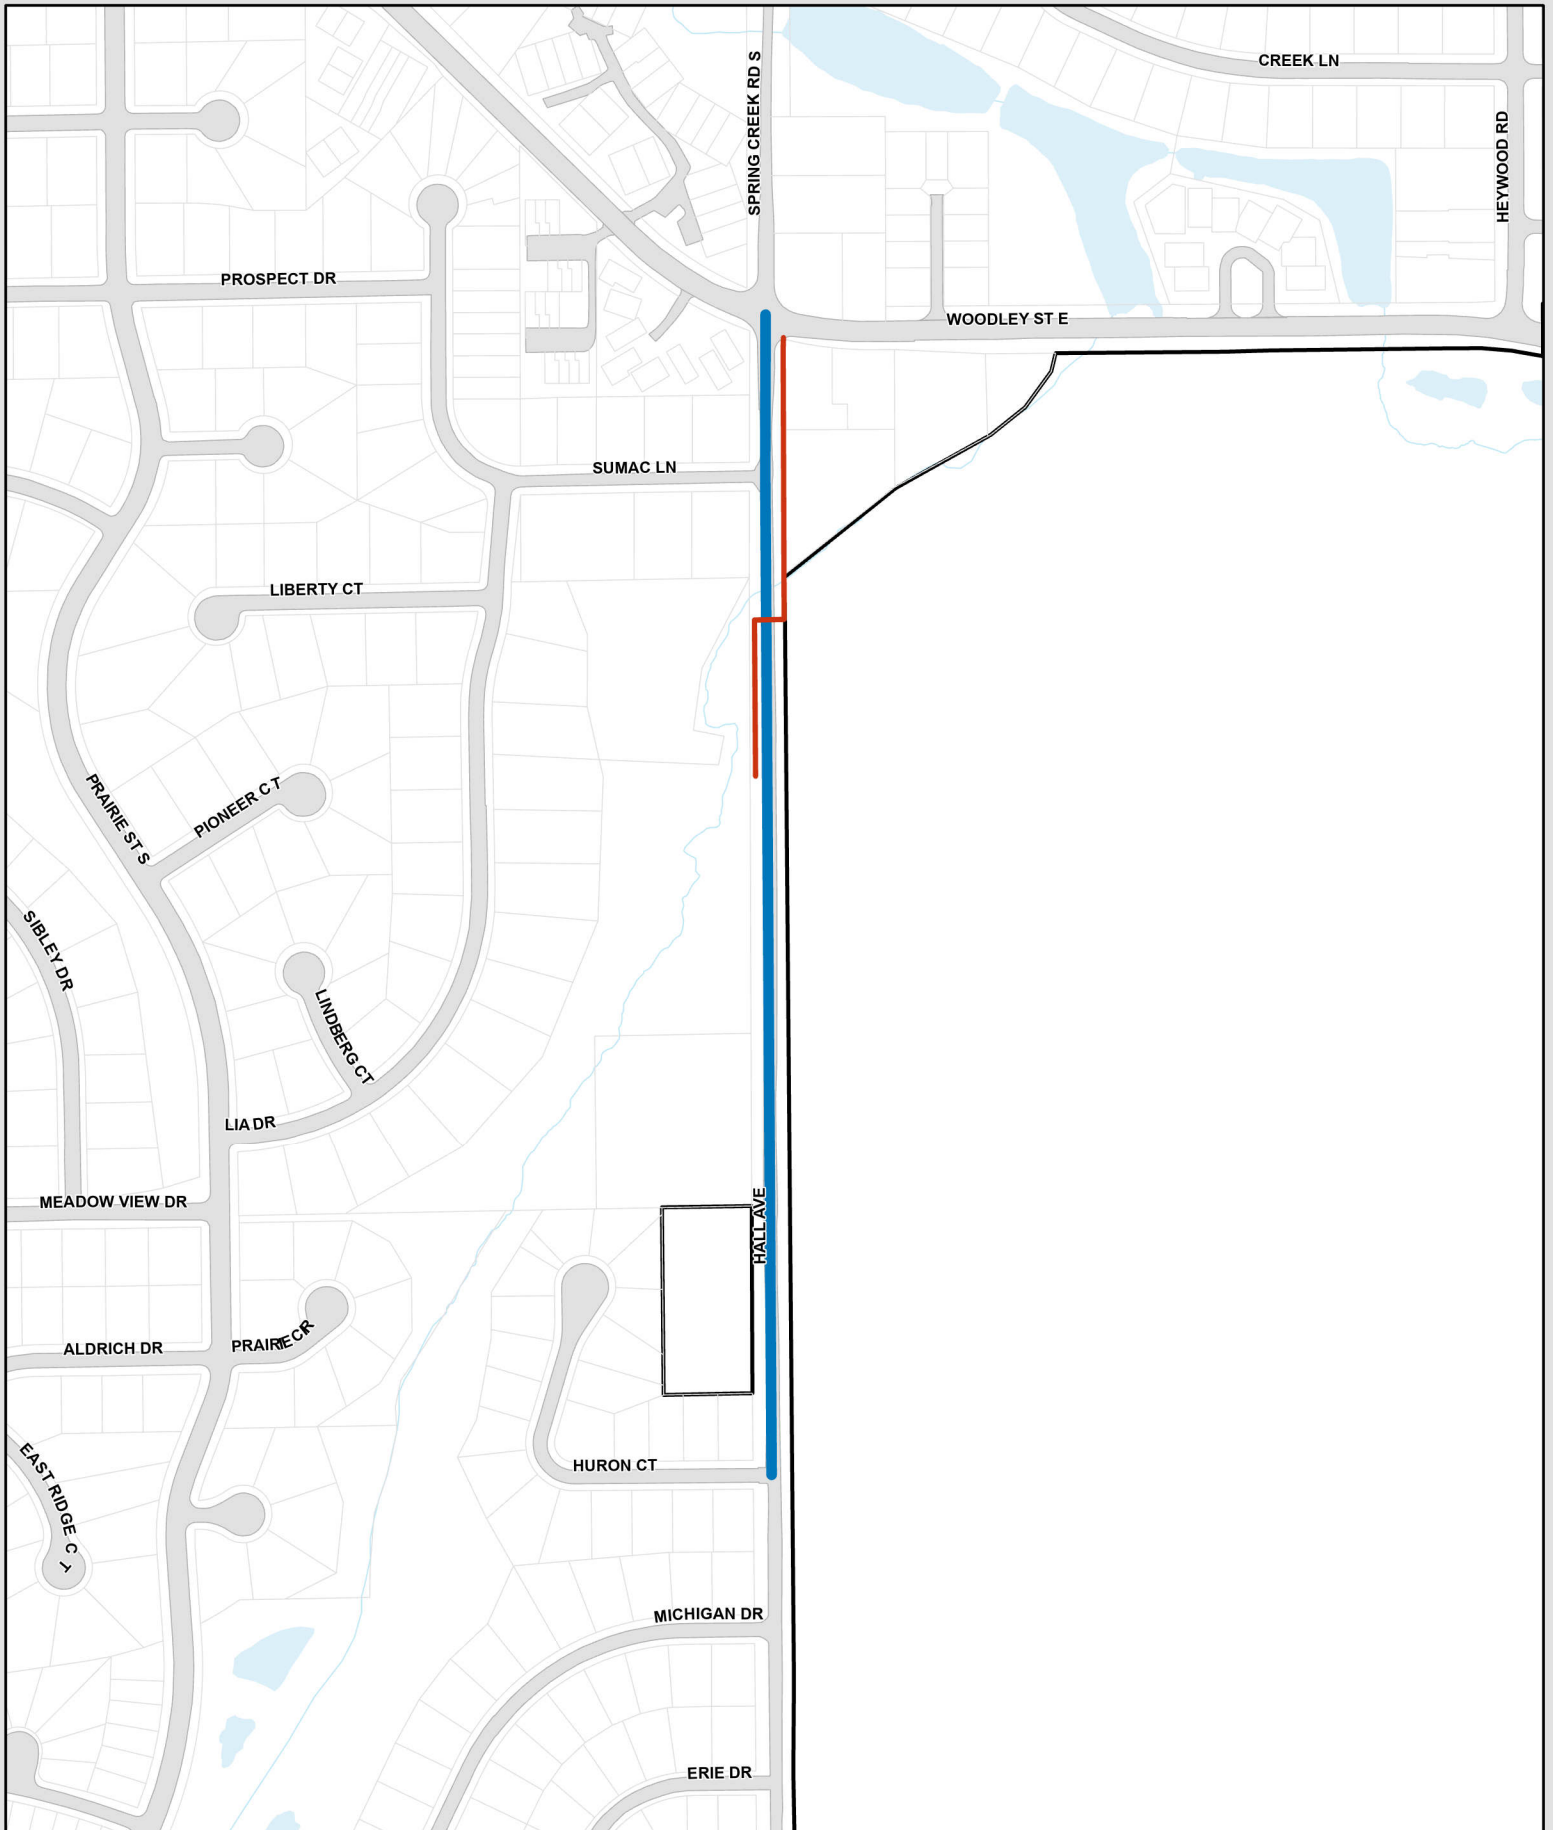 CREEK LN
SPRING CREEK RD S
HEYWOOD RD
PROSPECT DR
WOODLEY ST E
SUMAC LN
LIBERTY CT
PRAIRIE ST S
PIONEER CT
SIBLEY DR
LINDBERG CT
LIA DR
MEADOW VIEW DR
HALL AVE
ALDRICH DR
PRAIRIE CIR
EAST RIDGE CT
HURON CT
MICHIGAN DR
ERIE DR